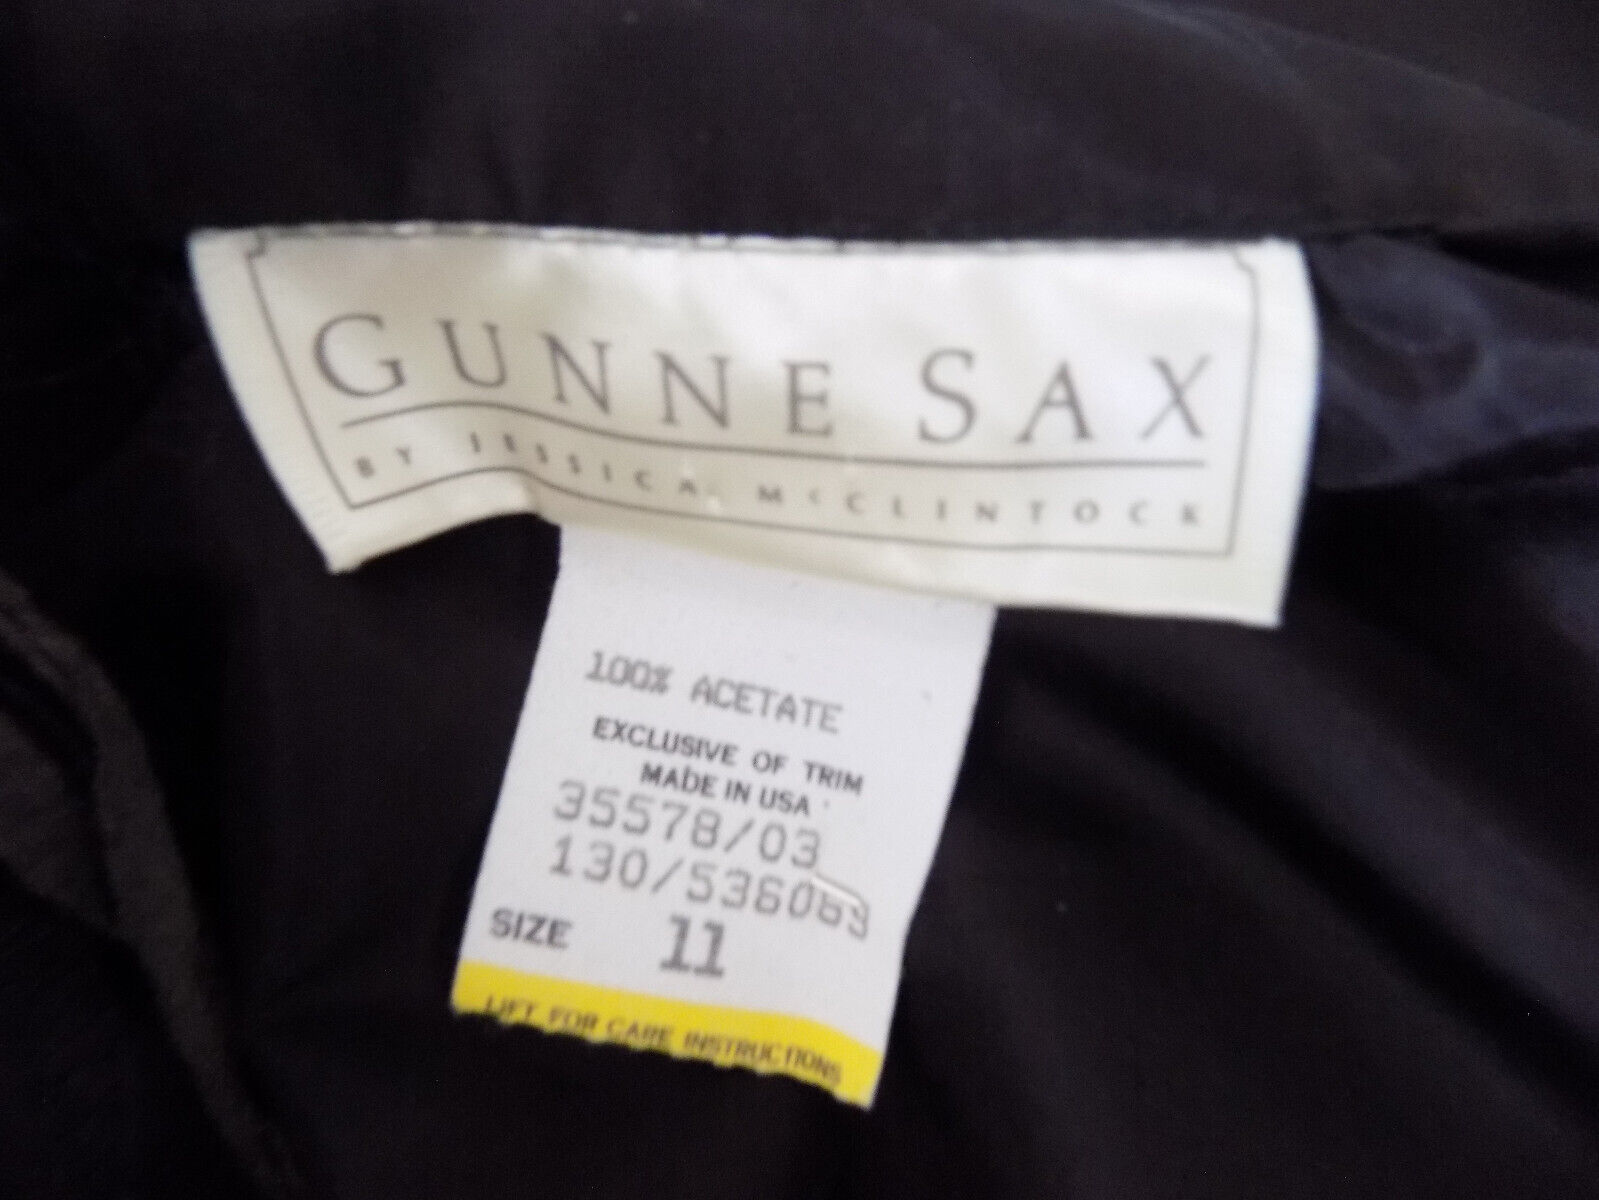 GUNNE SAX
BY JESSICA McCLINTOCK
100% ACETATE
EXCLUSIVE OF TRIM
MADE IN USA
35578/03
130/536069
SIZE 11
LIFT FOR CARE INSTRUCTIONS